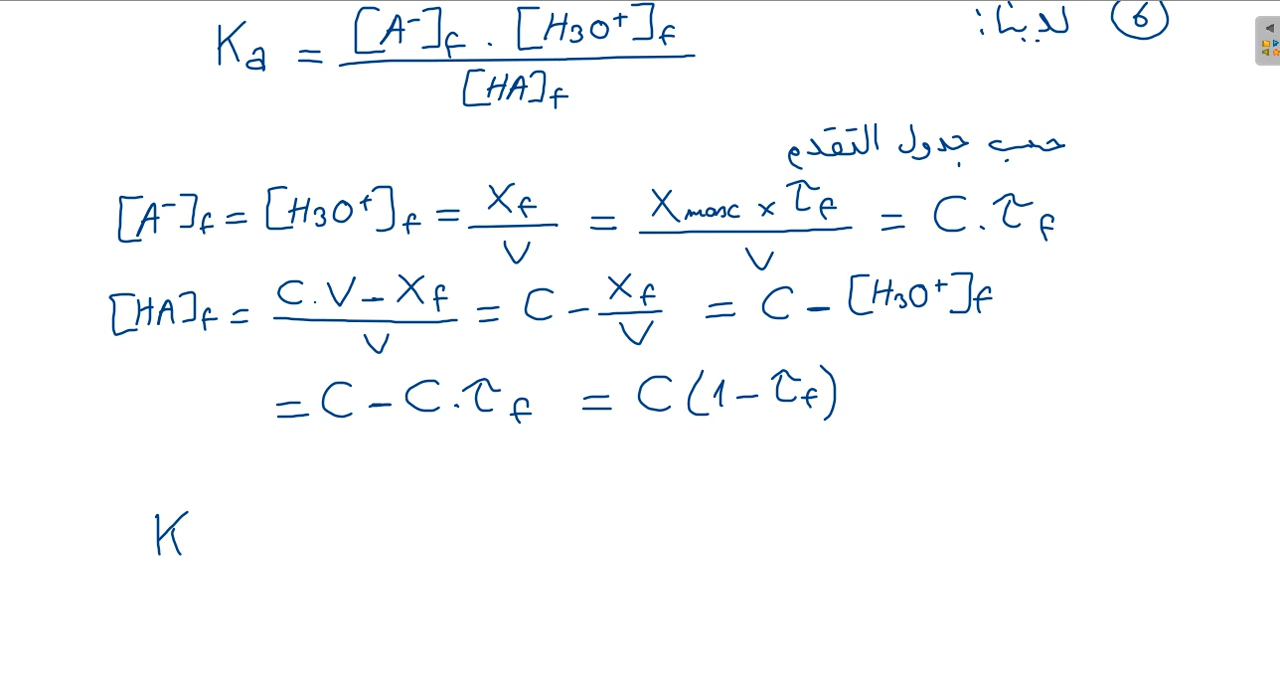 6 لدينا:
Ka = [A⁻]f . [H3O⁺]f / [HA]f
حسب جدول التقدم
[A⁻]f = [H3O⁺]f = Xf / V = Xmax × τf / V = C.τf
[HA]f = C.V - Xf / V = C - Xf / V = C - [H3O⁺]f
= C - C.τf = C(1 - τf)
K